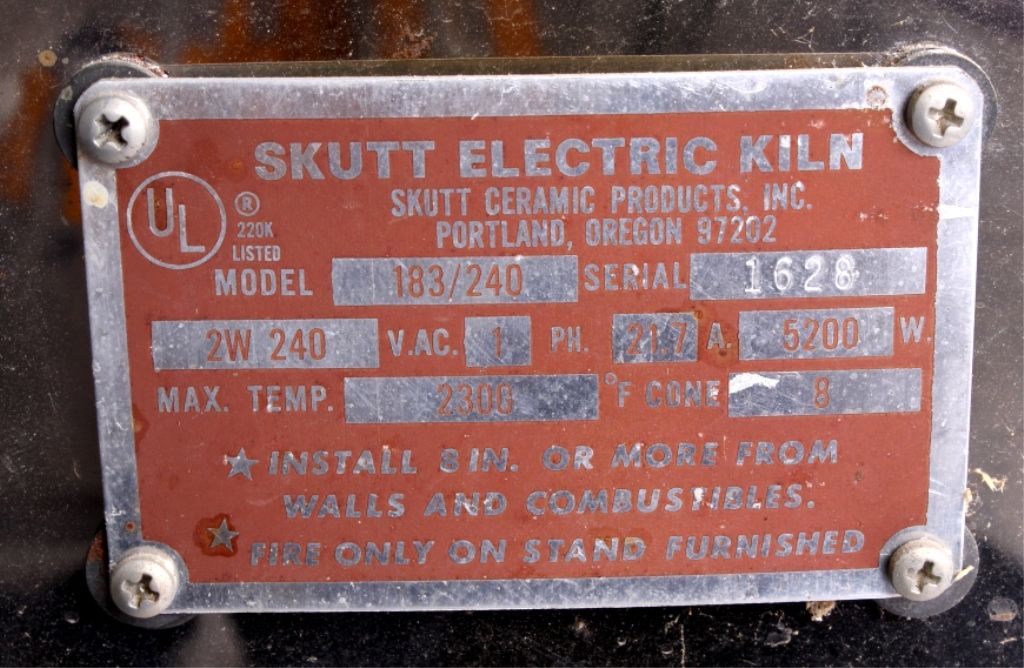 SKUTT ELECTRIC KILN
SKUTT CERAMIC PRODUCTS, INC.
PORTLAND, OREGON 97202
UL ® 220K LISTED
MODEL 183/240 SERIAL 1628
2W 240 V.AC. 1 PH. 21.7 A. 5200 W.
MAX. TEMP. 2300 °F CONE 8
★ INSTALL 8 IN. OR MORE FROM
WALLS AND COMBUSTIBLES.
★ FIRE ONLY ON STAND FURNISHED